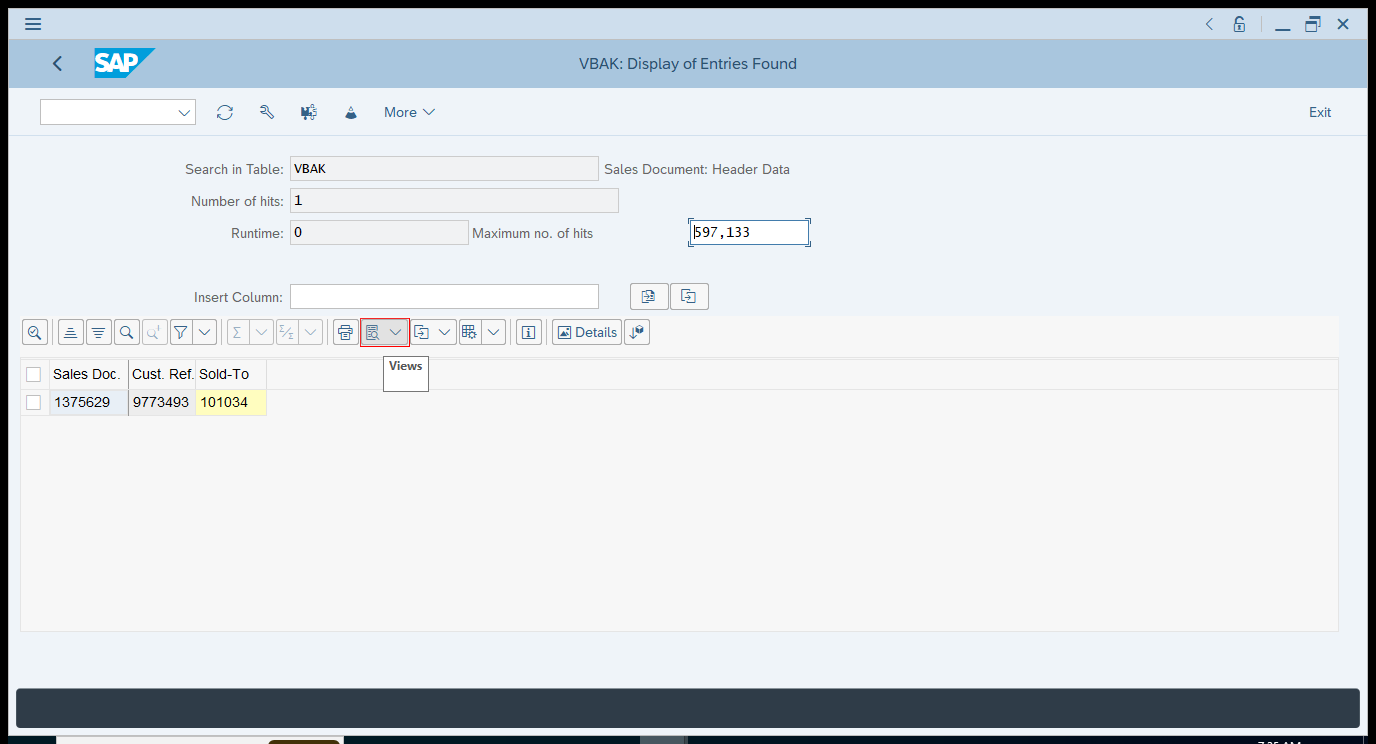 SAP
VBAK: Display of Entries Found
More
Exit
Search in Table: VBAK Sales Document: Header Data
Number of hits: 1
Runtime: 0 Maximum no. of hits 597,133
Insert Column:
Details
Views
Sales Doc. Cust. Ref. Sold-To
1375629 9773493 101034